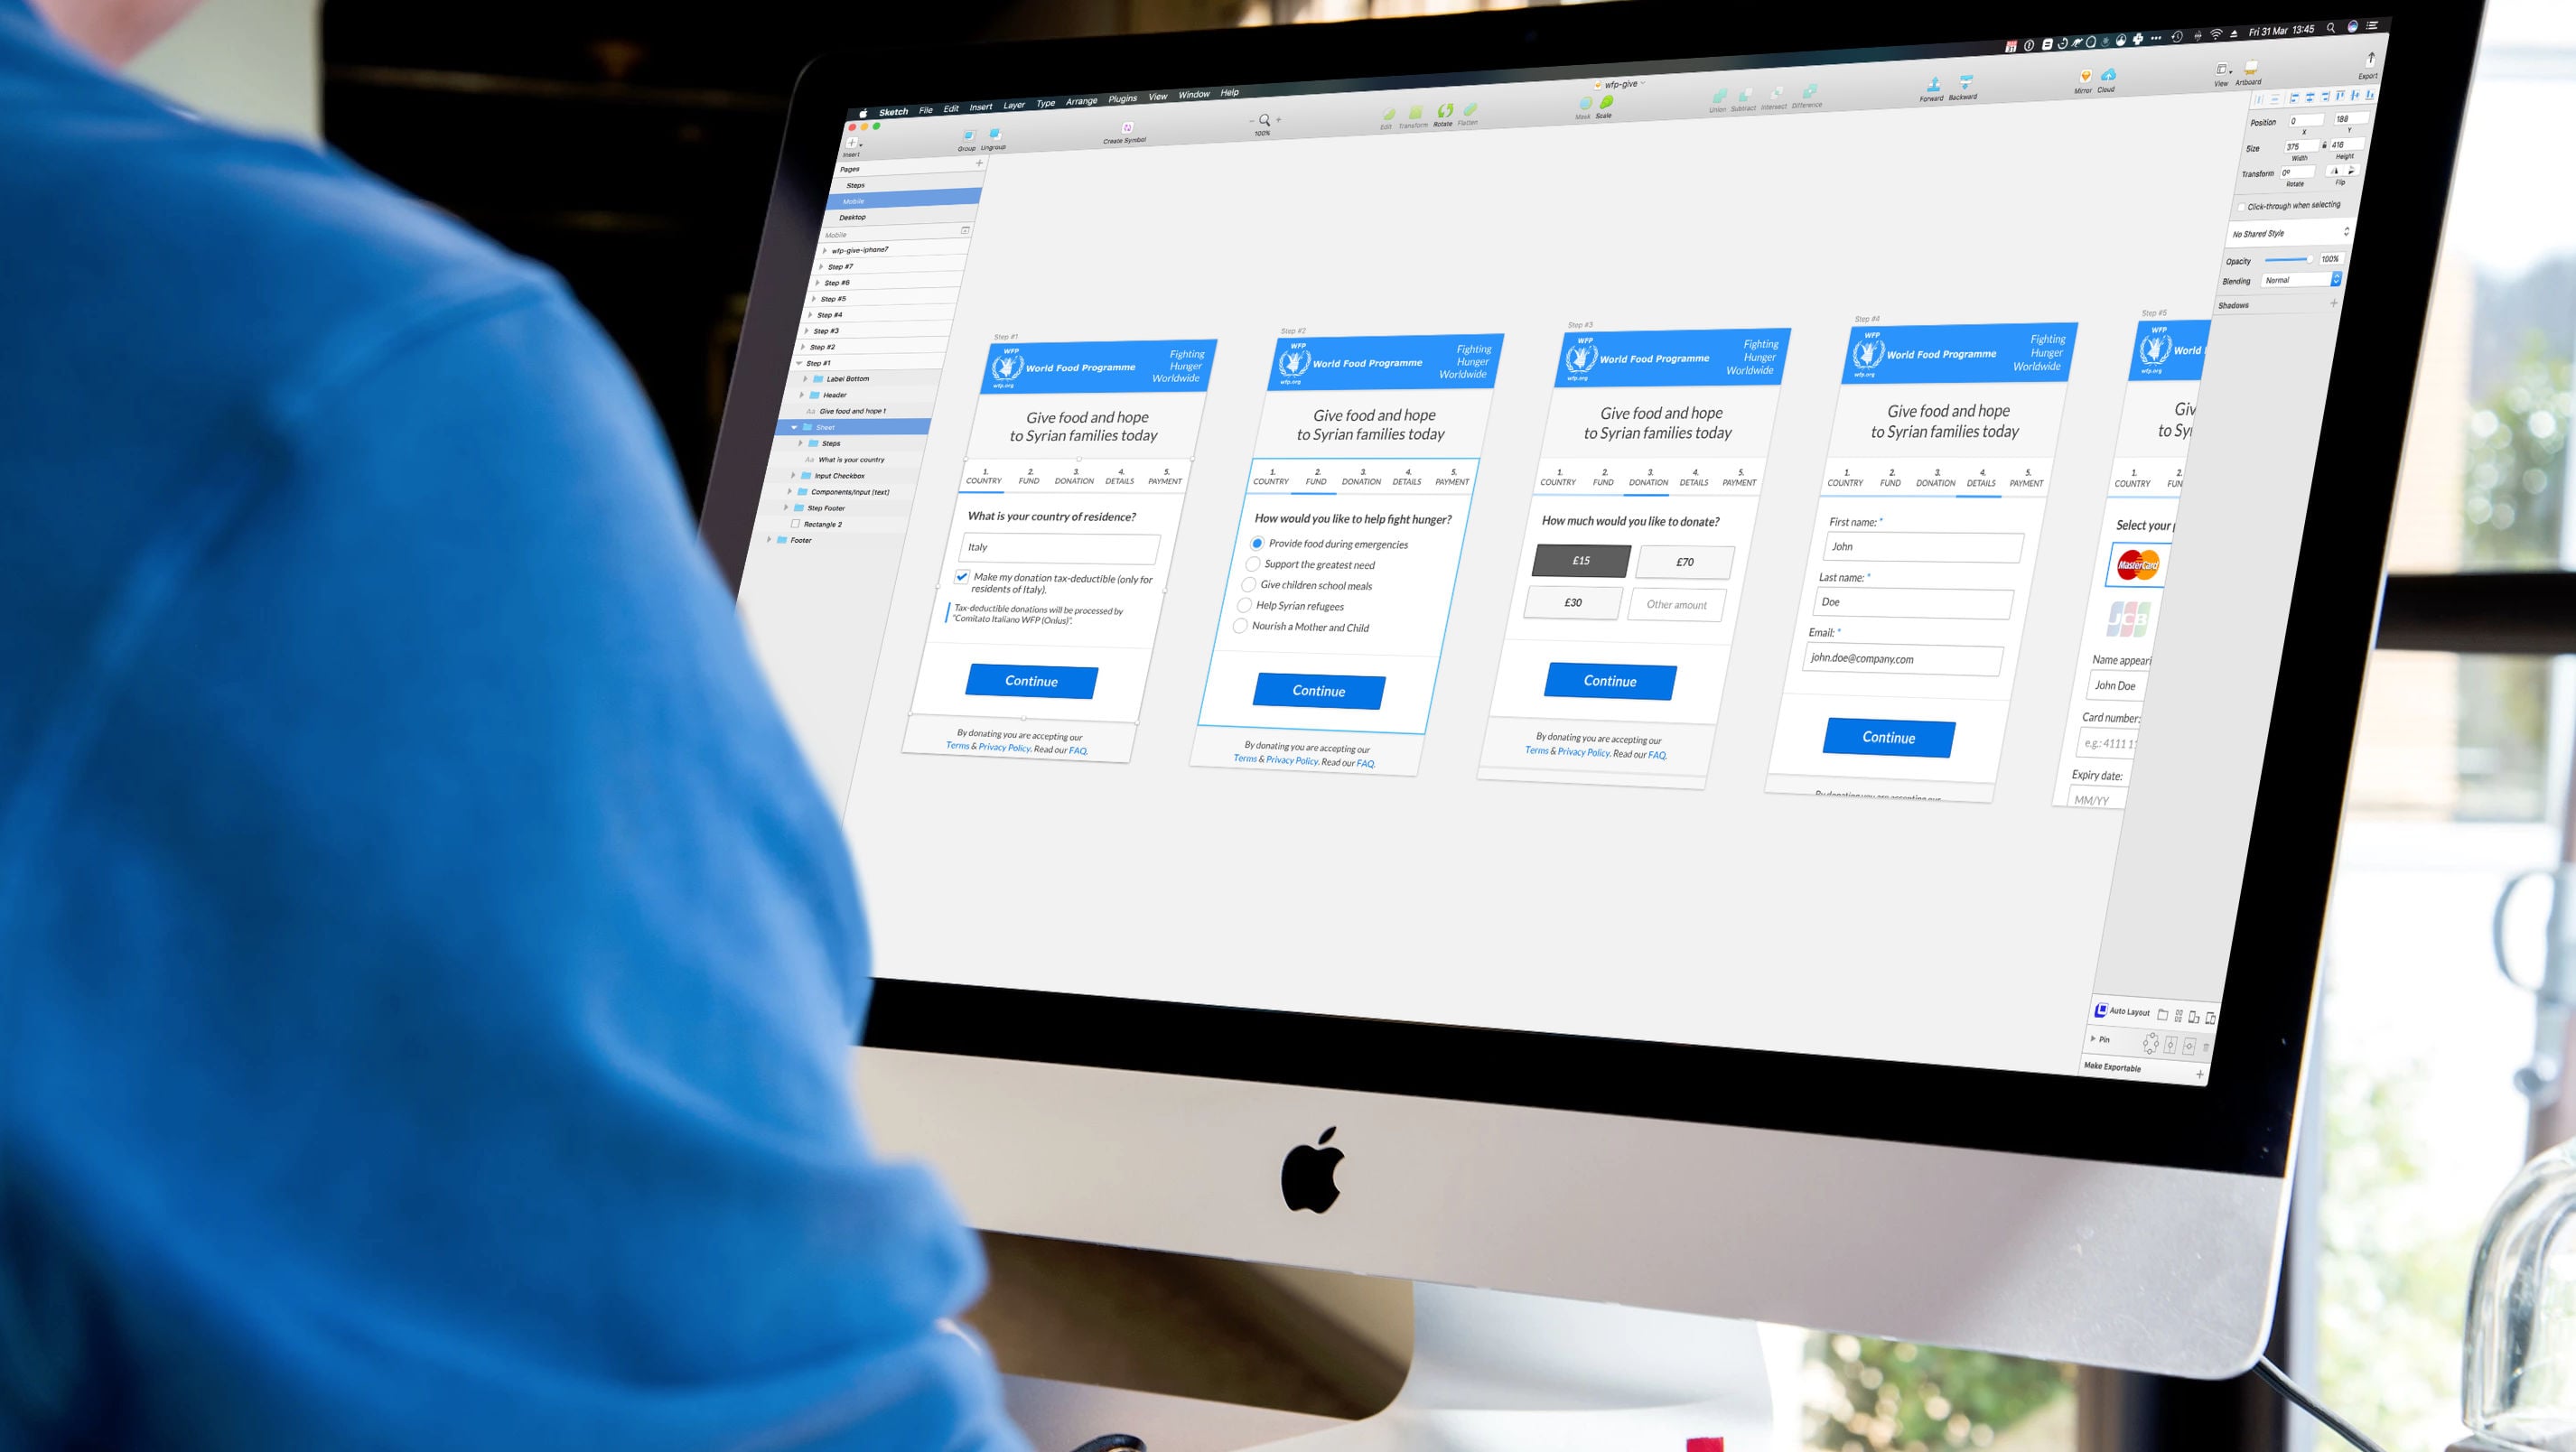 Sketch File Edit Insert Layer Type Arrange Plugins View Window Help
Fri 31 Mar 13:45
wfp-give
Insert
Group Ungroup
Create Symbol
100%
Edit Transform Rotate Flatten
Mask Scale
Union Subtract Intersect Difference
Forward Backward
Mirror Cloud
View Artboard
Export
Pages
Steps
Mobile
Desktop
Mobile
wfp-give-iphone7
Step #7
Step #6
Step #5
Step #4
Step #3
Step #2
Step #1
Label Bottom
Header
Aa Give food and hope 1
Sheet
Steps
Aa What is your country
Input Checkbox
Components/Input [text]
Step Footer
Rectangle 2
Footer
Step #1
WFP
wfp.org
World Food Programme
Fighting
Hunger
Worldwide
Give food and hope
to Syrian families today
1. 2. 3. 4. 5.
COUNTRY FUND DONATION DETAILS PAYMENT
What is your country of residence?
Italy
Make my donation tax-deductible (only for
residents of Italy).
Tax-deductible donations will be processed by
"Comitato Italiano WFP (Onlus)".
Continue
By donating you are accepting our
Terms & Privacy Policy. Read our FAQ.
Step #2
WFP
wfp.org
World Food Programme
Fighting
Hunger
Worldwide
Give food and hope
to Syrian families today
1. 2. 3. 4. 5.
COUNTRY FUND DONATION DETAILS PAYMENT
How would you like to help fight hunger?
Provide food during emergencies
Support the greatest need
Give children school meals
Help Syrian refugees
Nourish a Mother and Child
Continue
By donating you are accepting our
Terms & Privacy Policy. Read our FAQ.
Step #3
WFP
wfp.org
World Food Programme
Fighting
Hunger
Worldwide
Give food and hope
to Syrian families today
1. 2. 3. 4. 5.
COUNTRY FUND DONATION DETAILS PAYMENT
How much would you like to donate?
£15 £70
£30 Other amount
Continue
By donating you are accepting our
Terms & Privacy Policy. Read our FAQ.
Step #4
WFP
wfp.org
World Food Programme
Fighting
Hunger
Worldwide
Give food and hope
to Syrian families today
1. 2. 3. 4. 5.
COUNTRY FUND DONATION DETAILS PAYMENT
First name: *
John
Last name: *
Doe
Email: *
john.doe@company.com
Continue
By donating you are accepting our
Step #5
WFP
wfp.org
World
Giv
to Syr
1. 2.
COUNTRY FUN
Select your
MasterCard
JCB
Name appeari
John Doe
Card number:
e.g.: 4111 1
Expiry date:
MM/YY
Position 0 188
X Y
Size 375 416
Width Height
Transform 0º
Rotate Flip
Click-through when selecting
No Shared Style
Opacity 100%
Blending Normal
Shadows
Auto Layout
Pin
Make Exportable